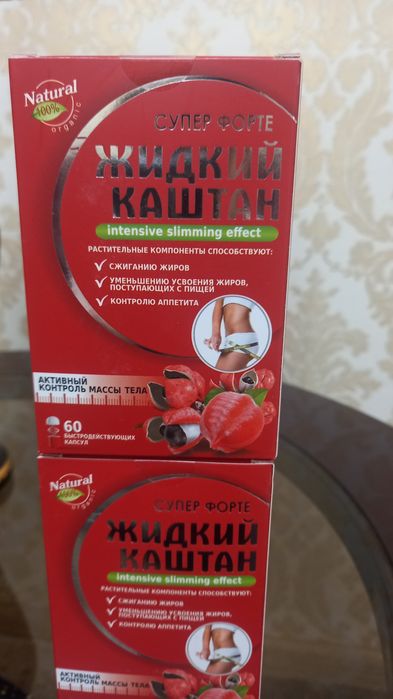 Natural
100%
organic
СУПЕР ФОРТЕ
ЖИДКИЙ
КАШТАН
intensive slimming effect
РАСТИТЕЛЬНЫЕ КОМПОНЕНТЫ СПОСОБСТВУЮТ:
СЖИГАНИЮ ЖИРОВ
УМЕНЬШЕНИЮ УСВОЕНИЯ ЖИРОВ,
ПОСТУПАЮЩИХ С ПИЩЕЙ
КОНТРОЛЮ АППЕТИТА
АКТИВНЫЙ
КОНТРОЛЬ МАССЫ ТЕЛА
60
БЫСТРОДЕЙСТВУЮЩИХ
КАПСУЛ
Natural
100%
organic
СУПЕР ФОРТЕ
ЖИДКИЙ
КАШТАН
intensive slimming effect
РАСТИТЕЛЬНЫЕ КОМПОНЕНТЫ СПОСОБСТВУЮТ:
СЖИГАНИЮ ЖИРОВ
УМЕНЬШЕНИЮ УСВОЕНИЯ ЖИРОВ,
ПОСТУПАЮЩИХ С ПИЩЕЙ
КОНТРОЛЮ АППЕТИТА
АКТИВНЫЙ
КОНТРОЛЬ МАССЫ ТЕЛА